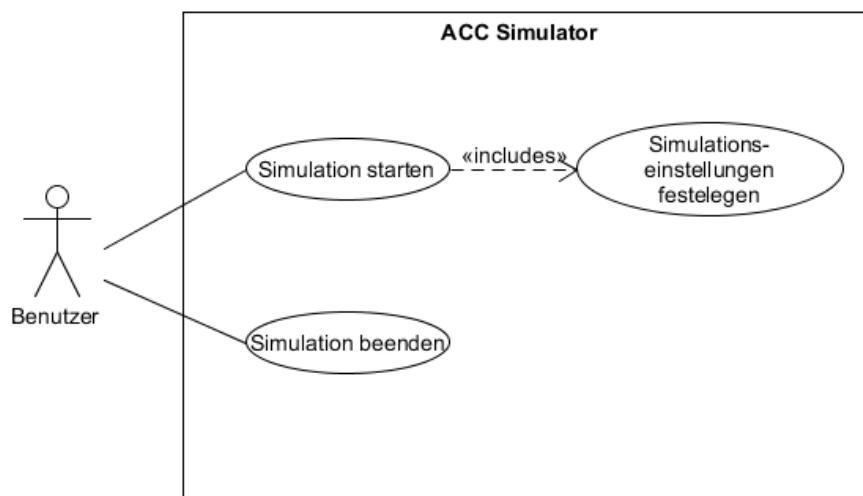 ACC Simulator
Simulation starten
«includes»
Simulations-
einstellungen
festelegen
Benutzer
Simulation beenden